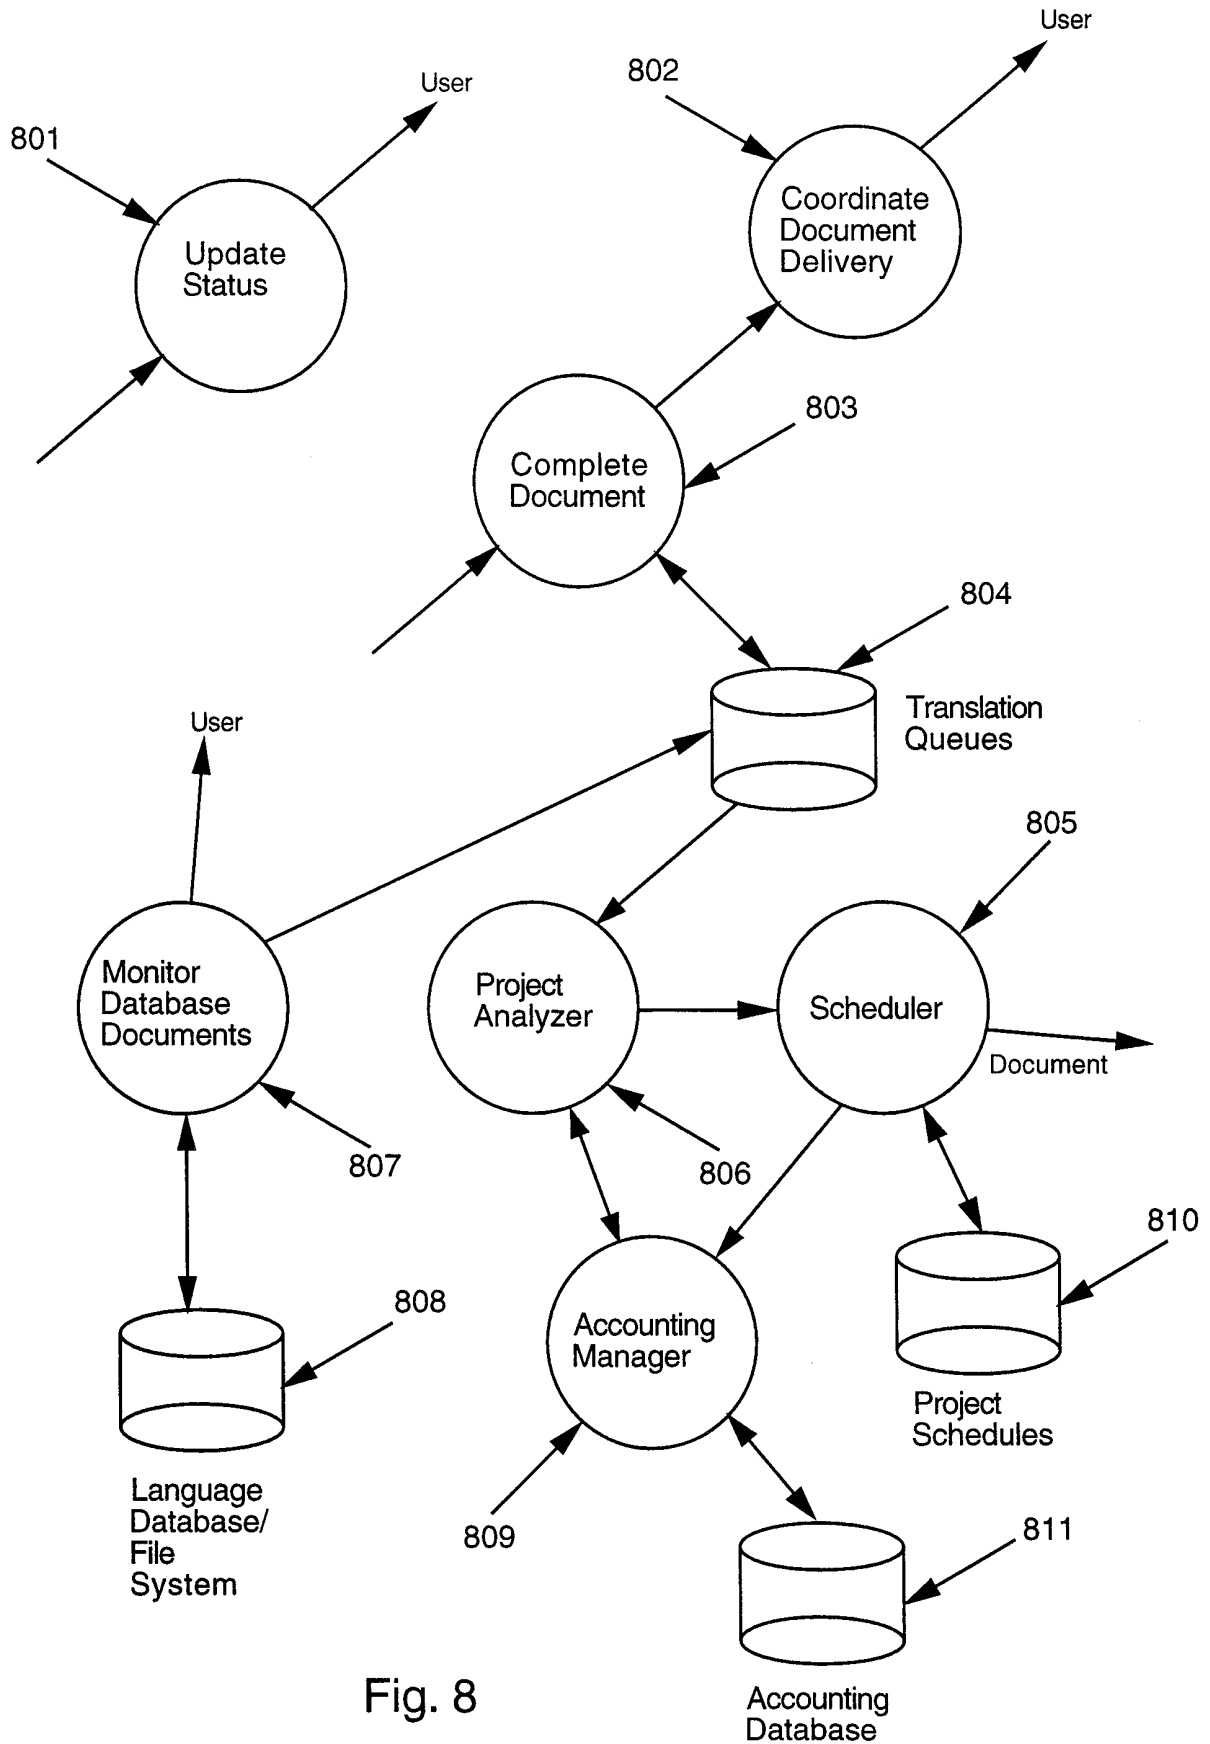 User
802
User
801
Coordinate
Document
Delivery
Update
Status
803
Complete
Document
804
Translation
Queues
User
805
Monitor
Database
Documents
Project
Analyzer
Scheduler
Document
807
806
810
808
Accounting
Manager
Project
Schedules
Language
Database/
File
System
809
811
Fig. 8
Accounting
Database